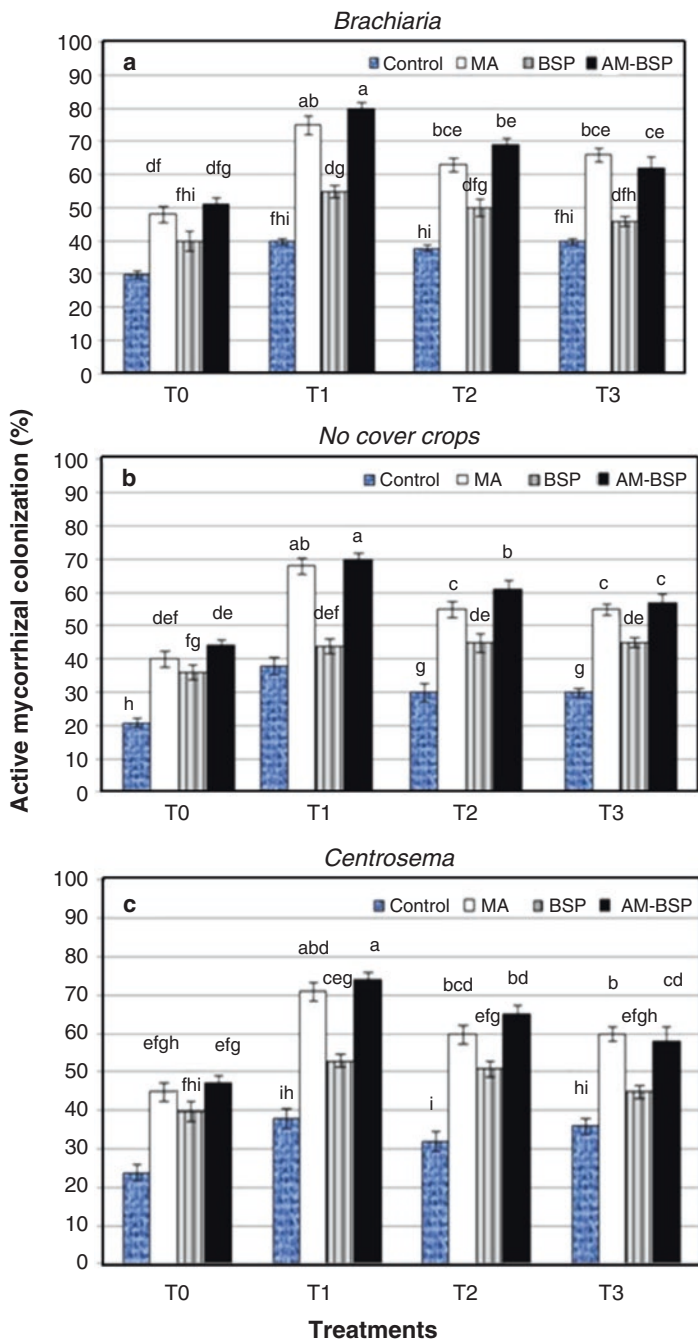 Active mycorrhizal colonization (%)
Brachiaria
a
Control MA BSP AM-BSP
100
90
80
70
60
50
40
30
20
10
0
df fhi dfg
fhi ab dg a
hi bce dfg be
fhi bce dfh ce
T0 T1 T2 T3
No cover crops
b
Control MA BSP AM-BSP
100
90
80
70
60
50
40
30
20
10
0
h def fg de
ab def a
g c de b
g c de c
T0 T1 T2 T3
Centrosema
c
Control MA BSP AM-BSP
100
90
80
70
60
50
40
30
20
10
0
efgh fhi efg
ih abd ceg a
i bcd efg bd
hi b efgh cd
T0 T1 T2 T3
Treatments